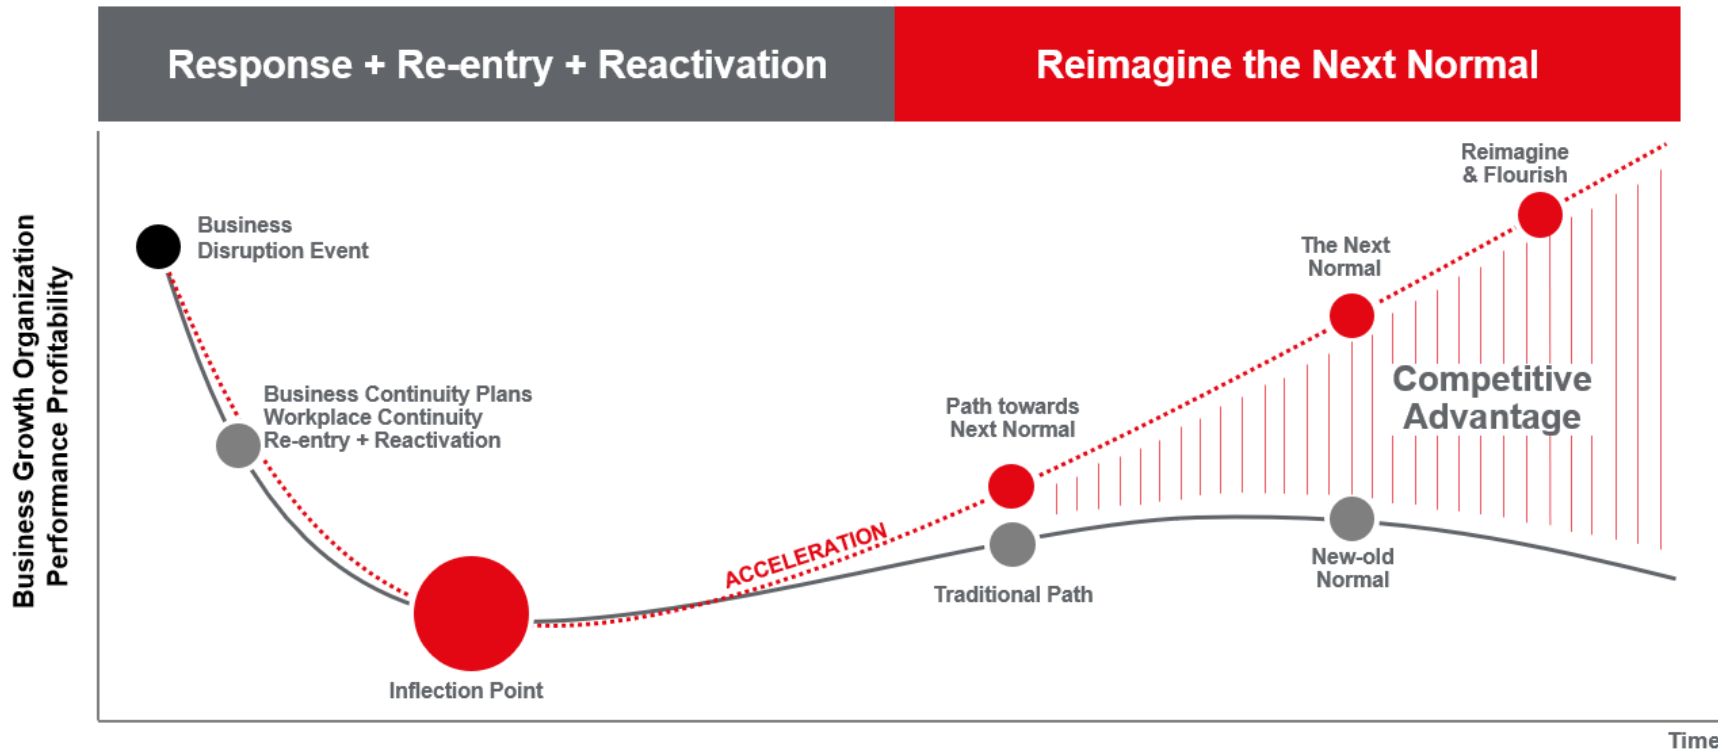 Response + Re-entry + Reactivation
Reimagine the Next Normal
Business Growth Organization
Performance Profitability
Business
Disruption Event
Business Continuity Plans
Workplace Continuity
Re-entry + Reactivation
Inflection Point
ACCELERATION
Path towards
Next Normal
Traditional Path
The Next
Normal
New-old
Normal
Reimagine
& Flourish
Competitive
Advantage
Time